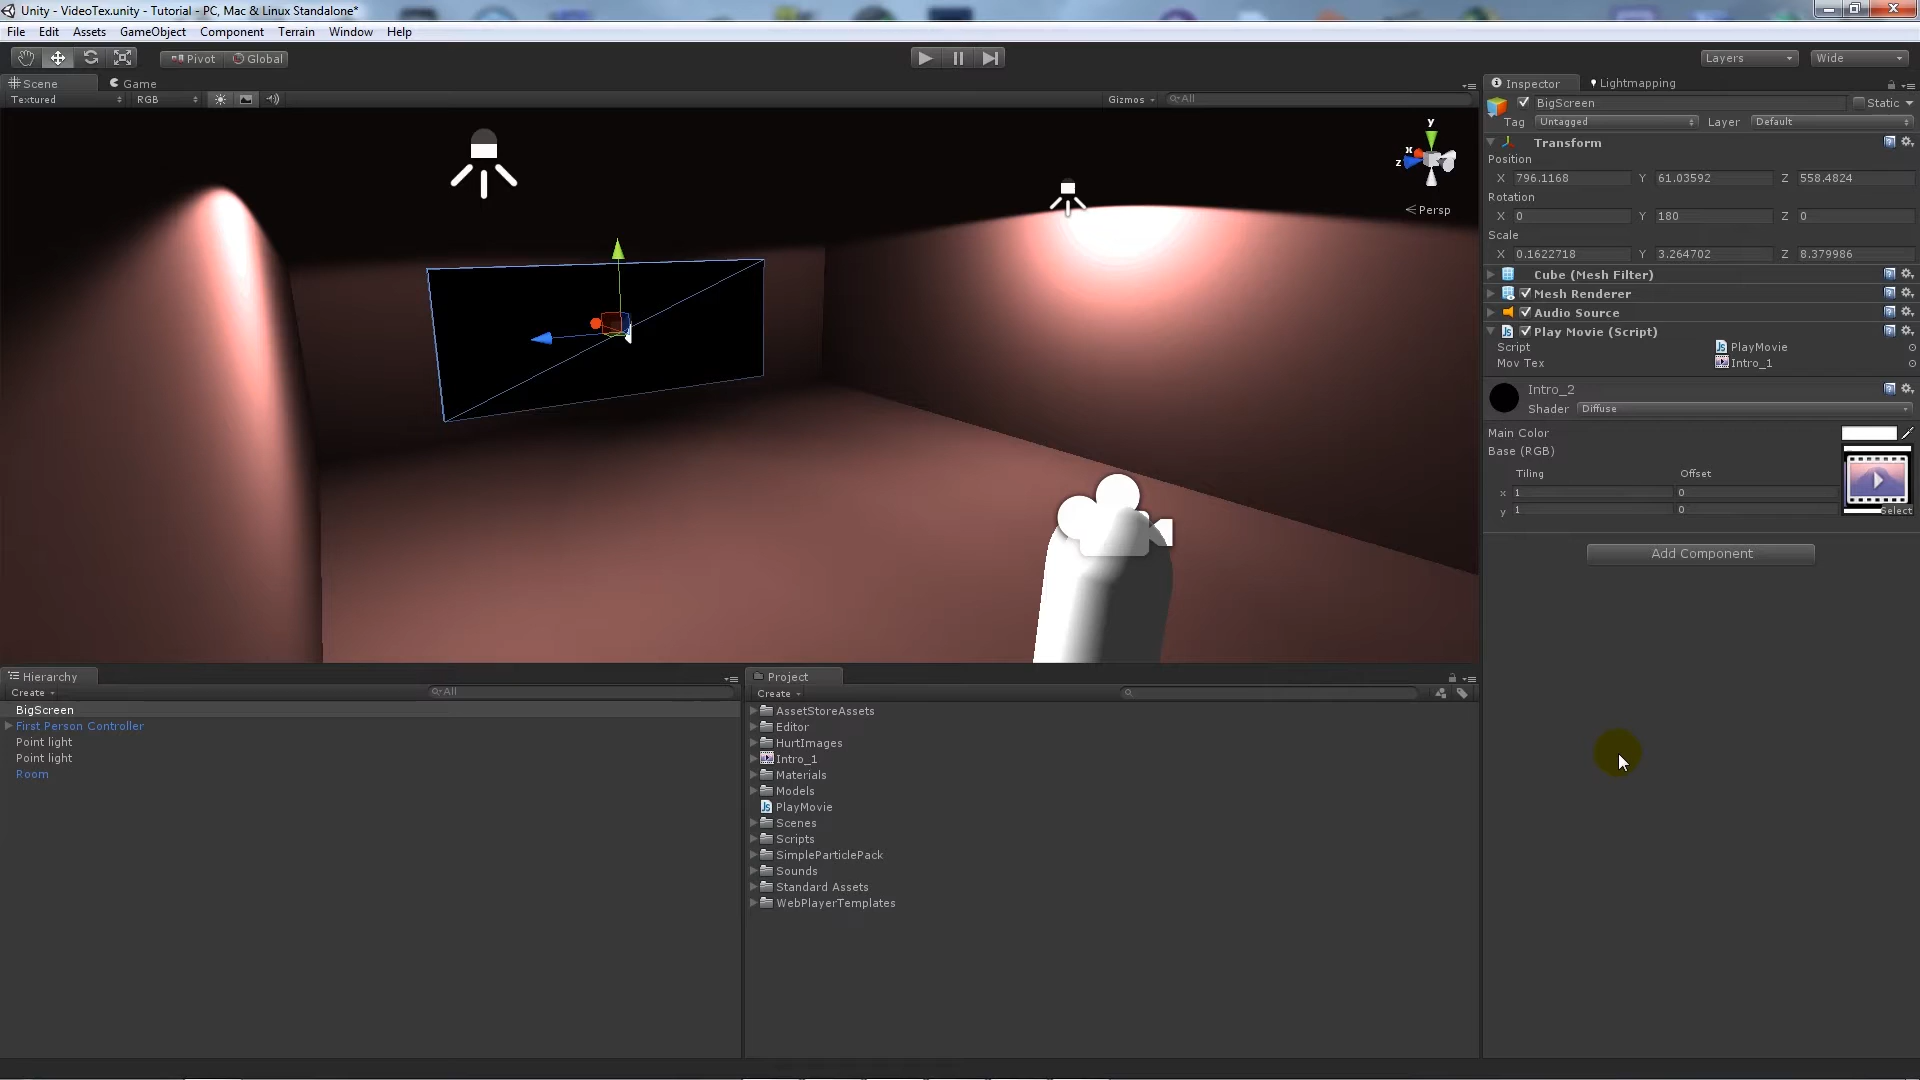 Unity - VideoTex.unity - Tutorial - PC, Mac & Linux Standalone*
File Edit Assets GameObject Component Terrain Window Help
Pivot Global Layers Wide
Scene Game
Textured RGB Gizmos All
y
x
z
Persp
Inspector Lightmapping
BigScreen Static
Tag Untagged Layer Default
Transform
Position
X 796.1168 Y 61.03592 Z 558.4824
Rotation
X 0 Y 180 Z 0
Scale
X 0.1622718 Y 3.264702 Z 8.379986
Cube (Mesh Filter)
Mesh Renderer
Audio Source
Play Movie (Script)
Script PlayMovie
Mov Tex Intro_1
Intro_2
Shader Diffuse
Main Color
Base (RGB)
Tiling Offset
x 1 0
y 1 0
Select
Add Component
Hierarchy
Create All
BigScreen
First Person Controller
Point light
Point light
Room
Project
Create
AssetStoreAssets
Editor
HurtImages
Intro_1
Materials
Models
PlayMovie
Scenes
Scripts
SimpleParticlePack
Sounds
Standard Assets
WebPlayerTemplates